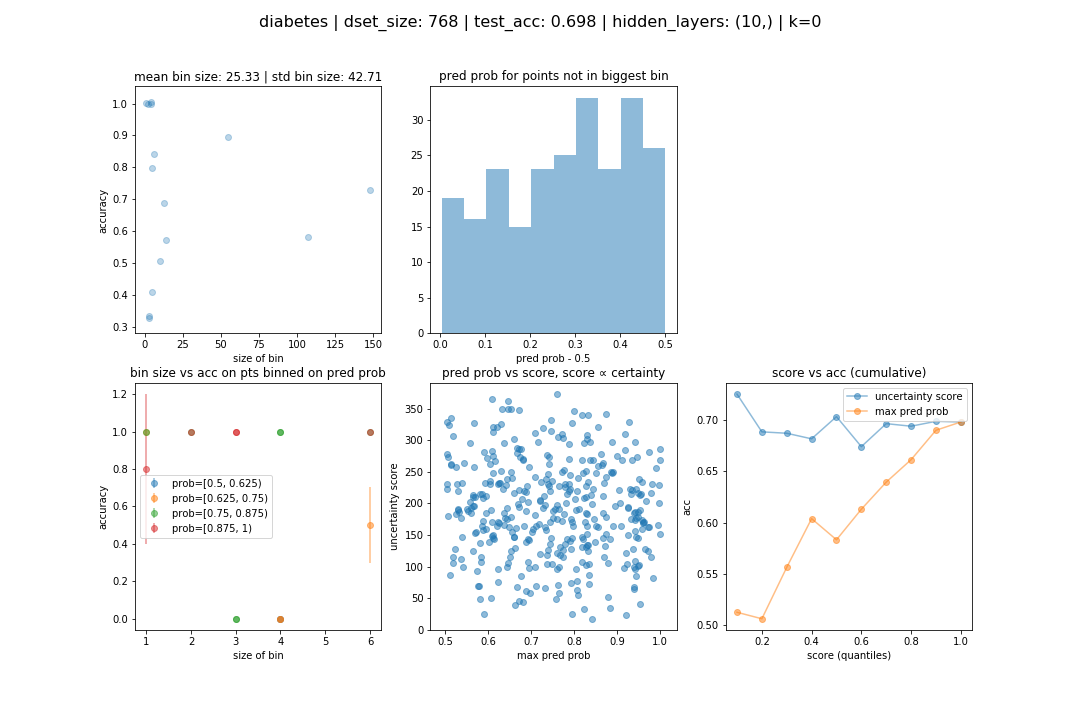 diabetes | dset_size: 768 | test_acc: 0.698 | hidden_layers: (10,) | k=0
mean bin size: 25.33 | std bin size: 42.71
1.0
0.9
0.8
0.7
0.6
0.5
0.4
0.3
accuracy
0 25 50 75 100 125 150
size of bin
pred prob for points not in biggest bin
30
25
20
15
10
5
0
0.0 0.1 0.2 0.3 0.4 0.5
pred prob - 0.5
bin size vs acc on pts binned on pred prob
1.2
1.0
0.8
0.6
0.4
0.2
0.0
accuracy
prob=[0.5, 0.625)
prob=[0.625, 0.75)
prob=[0.75, 0.875)
prob=[0.875, 1)
1 2 3 4 5 6
size of bin
pred prob vs score, score ∝ certainty
350
300
250
200
150
100
50
0
uncertainty score
0.5 0.6 0.7 0.8 0.9 1.0
max pred prob
score vs acc (cumulative)
uncertainty score
max pred prob
0.70
0.65
0.60
0.55
0.50
acc
0.2 0.4 0.6 0.8 1.0
score (quantiles)